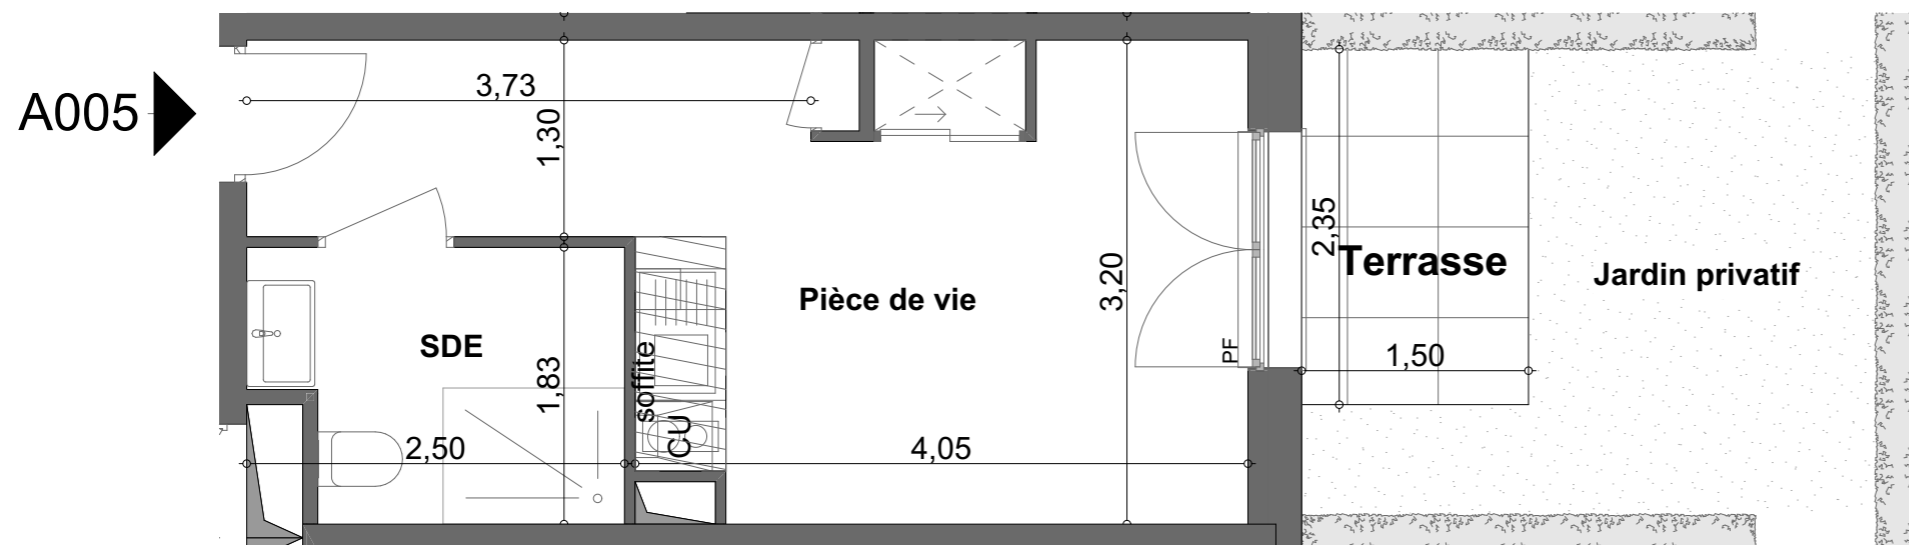 A005
3,73
1,30
2,35
Terrasse
Jardin privatif
3,20
Pièce de vie
SDE
soffite
PF
1,50
1,83
CU
2,50
4,05